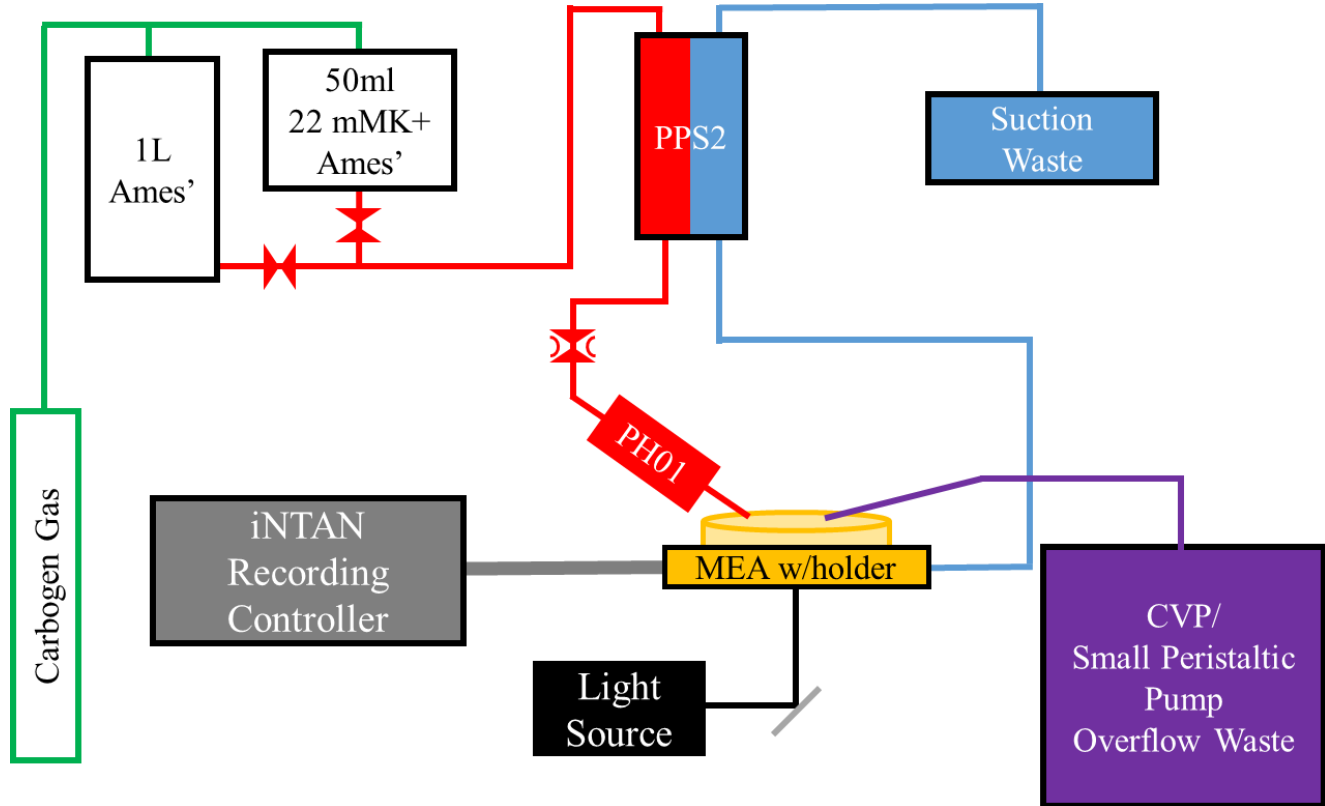 1L
Ames’
50ml
22 mMK+
Ames’
PPS2
Suction
Waste
Carbogen Gas
PH01
iNTAN
Recording
Controller
MEA w/holder
Light
Source
CVP/
Small Peristaltic
Pump
Overflow Waste